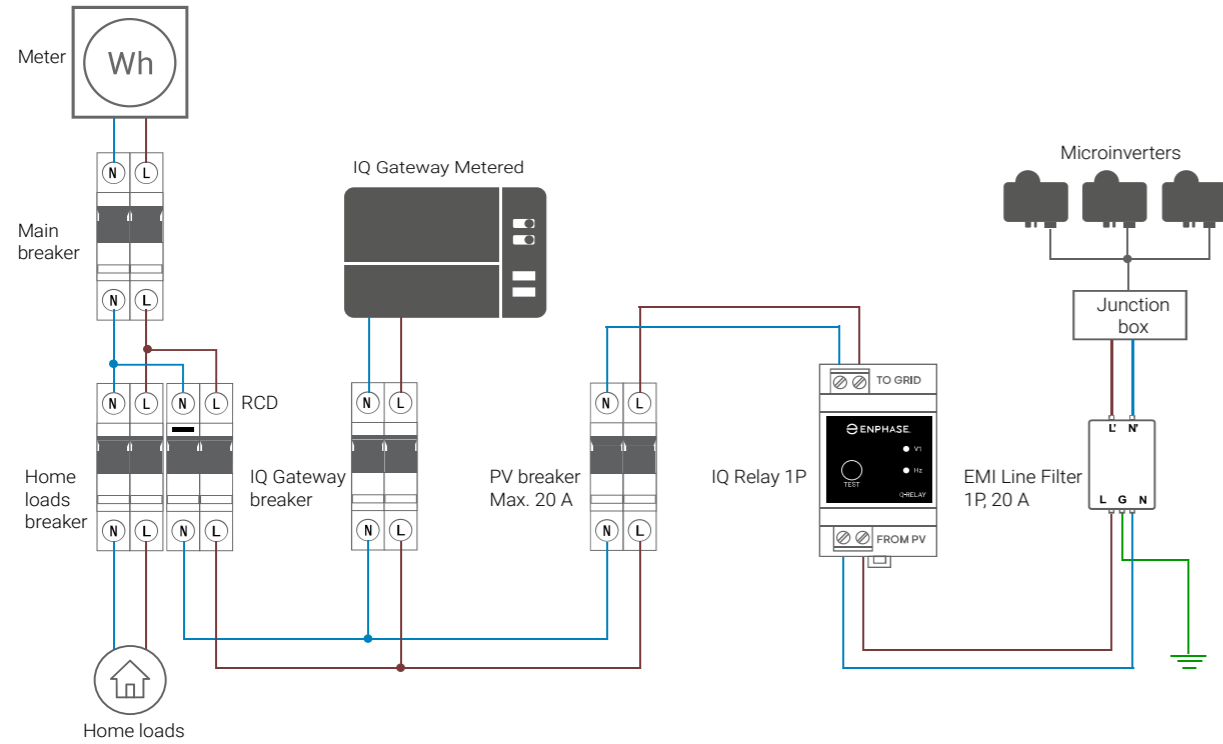 Meter
Wh
N L
Main
breaker
N L
N L N L
RCD
Home
loads
breaker
N L N L
Home loads
IQ Gateway Metered
N L
IQ Gateway
breaker
N L
N L
PV breaker
Max. 20 A
N L
TO GRID
ENPHASE
V1
Hz
TEST
Q-RELAY
FROM PV
IQ Relay 1P
Microinverters
Junction
box
L' N'
EMI Line Filter
1P, 20 A
L G N